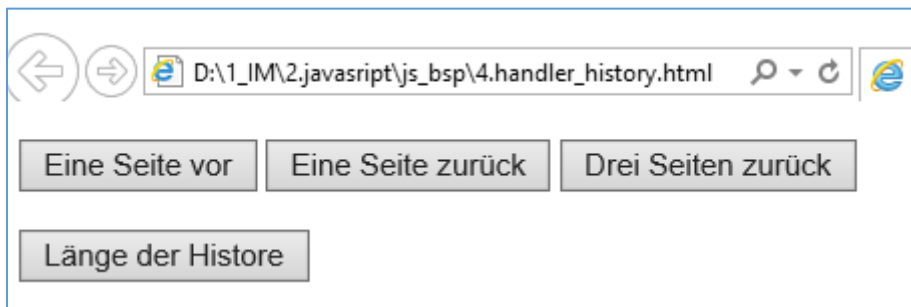 D:\1_IM\2.javasript\js_bsp\4.handler_history.html
Eine Seite vor Eine Seite zurück Drei Seiten zurück
Länge der Histore